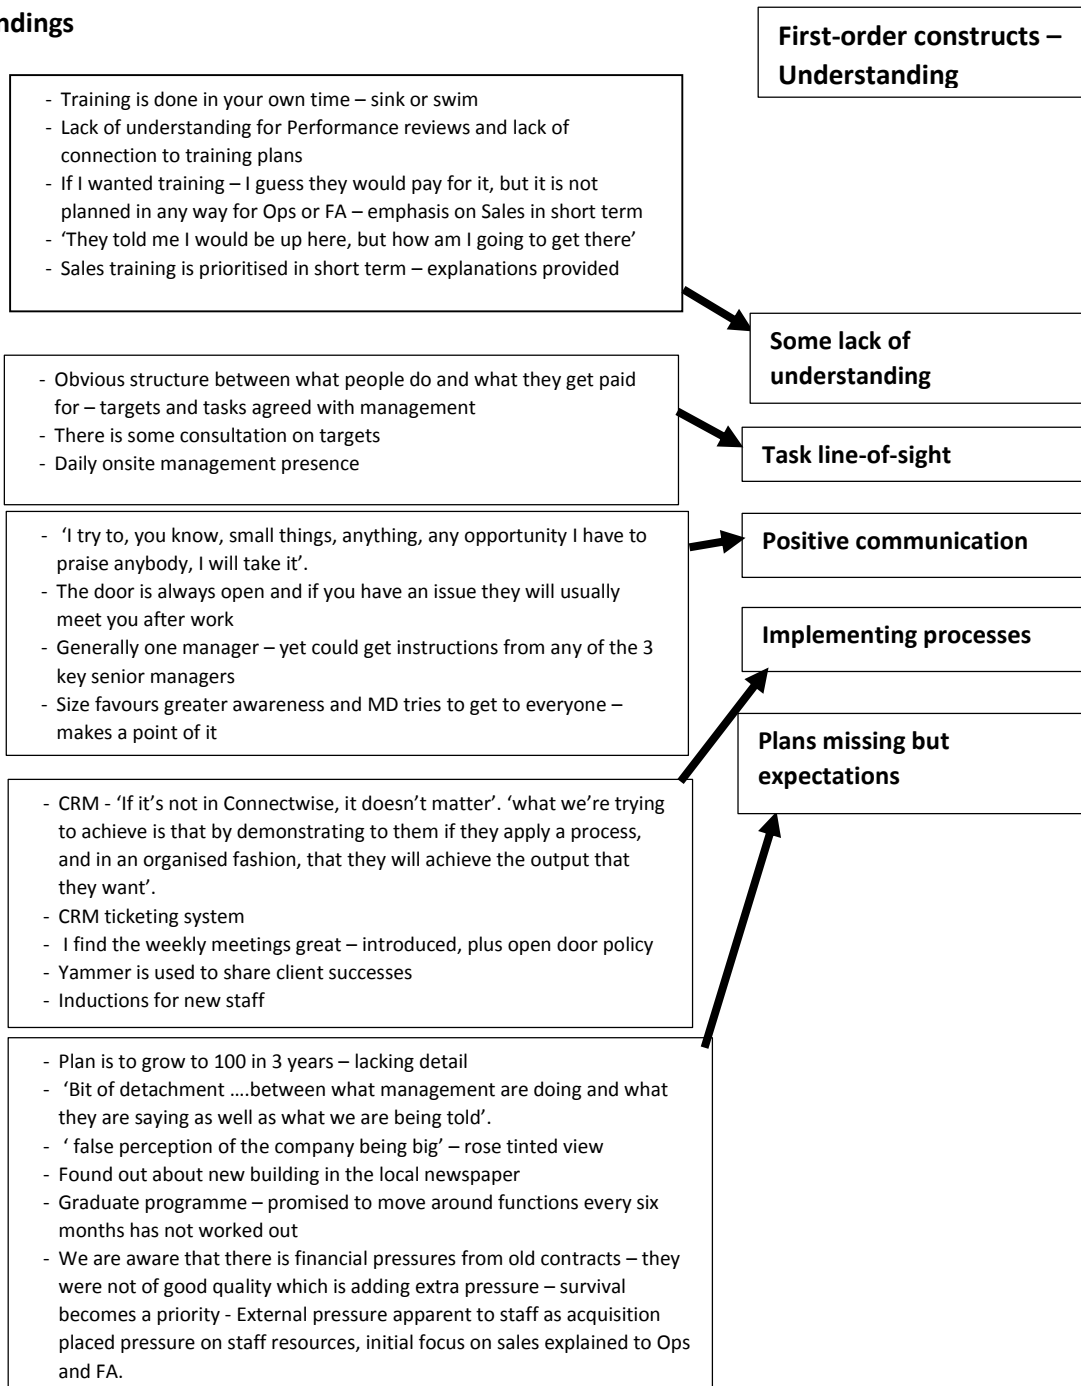 ndings
First-order constructs –
Understanding
- Training is done in your own time – sink or swim
- Lack of understanding for Performance reviews and lack of
connection to training plans
- If I wanted training – I guess they would pay for it, but it is not
planned in any way for Ops or FA – emphasis on Sales in short term
- ‘They told me I would be up here, but how am I going to get there’
- Sales training is prioritised in short term – explanations provided
Some lack of
understanding
- Obvious structure between what people do and what they get paid
for – targets and tasks agreed with management
- There is some consultation on targets
- Daily onsite management presence
Task line-of-sight
- ‘I try to, you know, small things, anything, any opportunity I have to
praise anybody, I will take it’.
- The door is always open and if you have an issue they will usually
meet you after work
- Generally one manager – yet could get instructions from any of the 3
key senior managers
- Size favours greater awareness and MD tries to get to everyone –
makes a point of it
Positive communication
Implementing processes
Plans missing but
expectations
- CRM - ‘If it’s not in Connectwise, it doesn’t matter’. ‘what we’re trying
to achieve is that by demonstrating to them if they apply a process,
and in an organised fashion, that they will achieve the output that
they want’.
- CRM ticketing system
- I find the weekly meetings great – introduced, plus open door policy
- Yammer is used to share client successes
- Inductions for new staff
- Plan is to grow to 100 in 3 years – lacking detail
- ‘Bit of detachment ….between what management are doing and what
they are saying as well as what we are being told’.
- ‘ false perception of the company being big’ – rose tinted view
- Found out about new building in the local newspaper
- Graduate programme – promised to move around functions every six
months has not worked out
- We are aware that there is financial pressures from old contracts – they
were not of good quality which is adding extra pressure – survival
becomes a priority - External pressure apparent to staff as acquisition
placed pressure on staff resources, initial focus on sales explained to Ops
and FA.